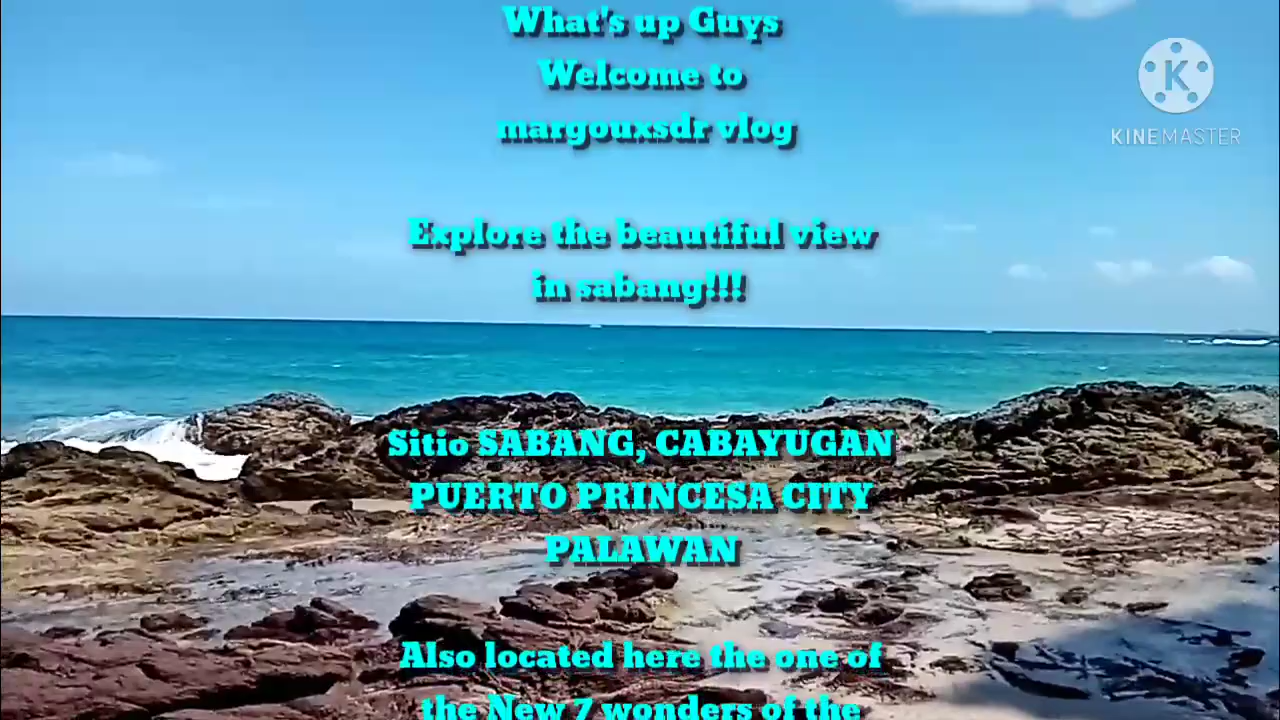 What's up Guys
Welcome to
margouxsdr vlog
KINEMASTER
Explore the beautiful view
in sabang!!!
Sitio SABANG, CABAYUGAN
PUERTO PRINCESA CITY
PALAWAN
Also located here the one of
the New 7 wonders of the